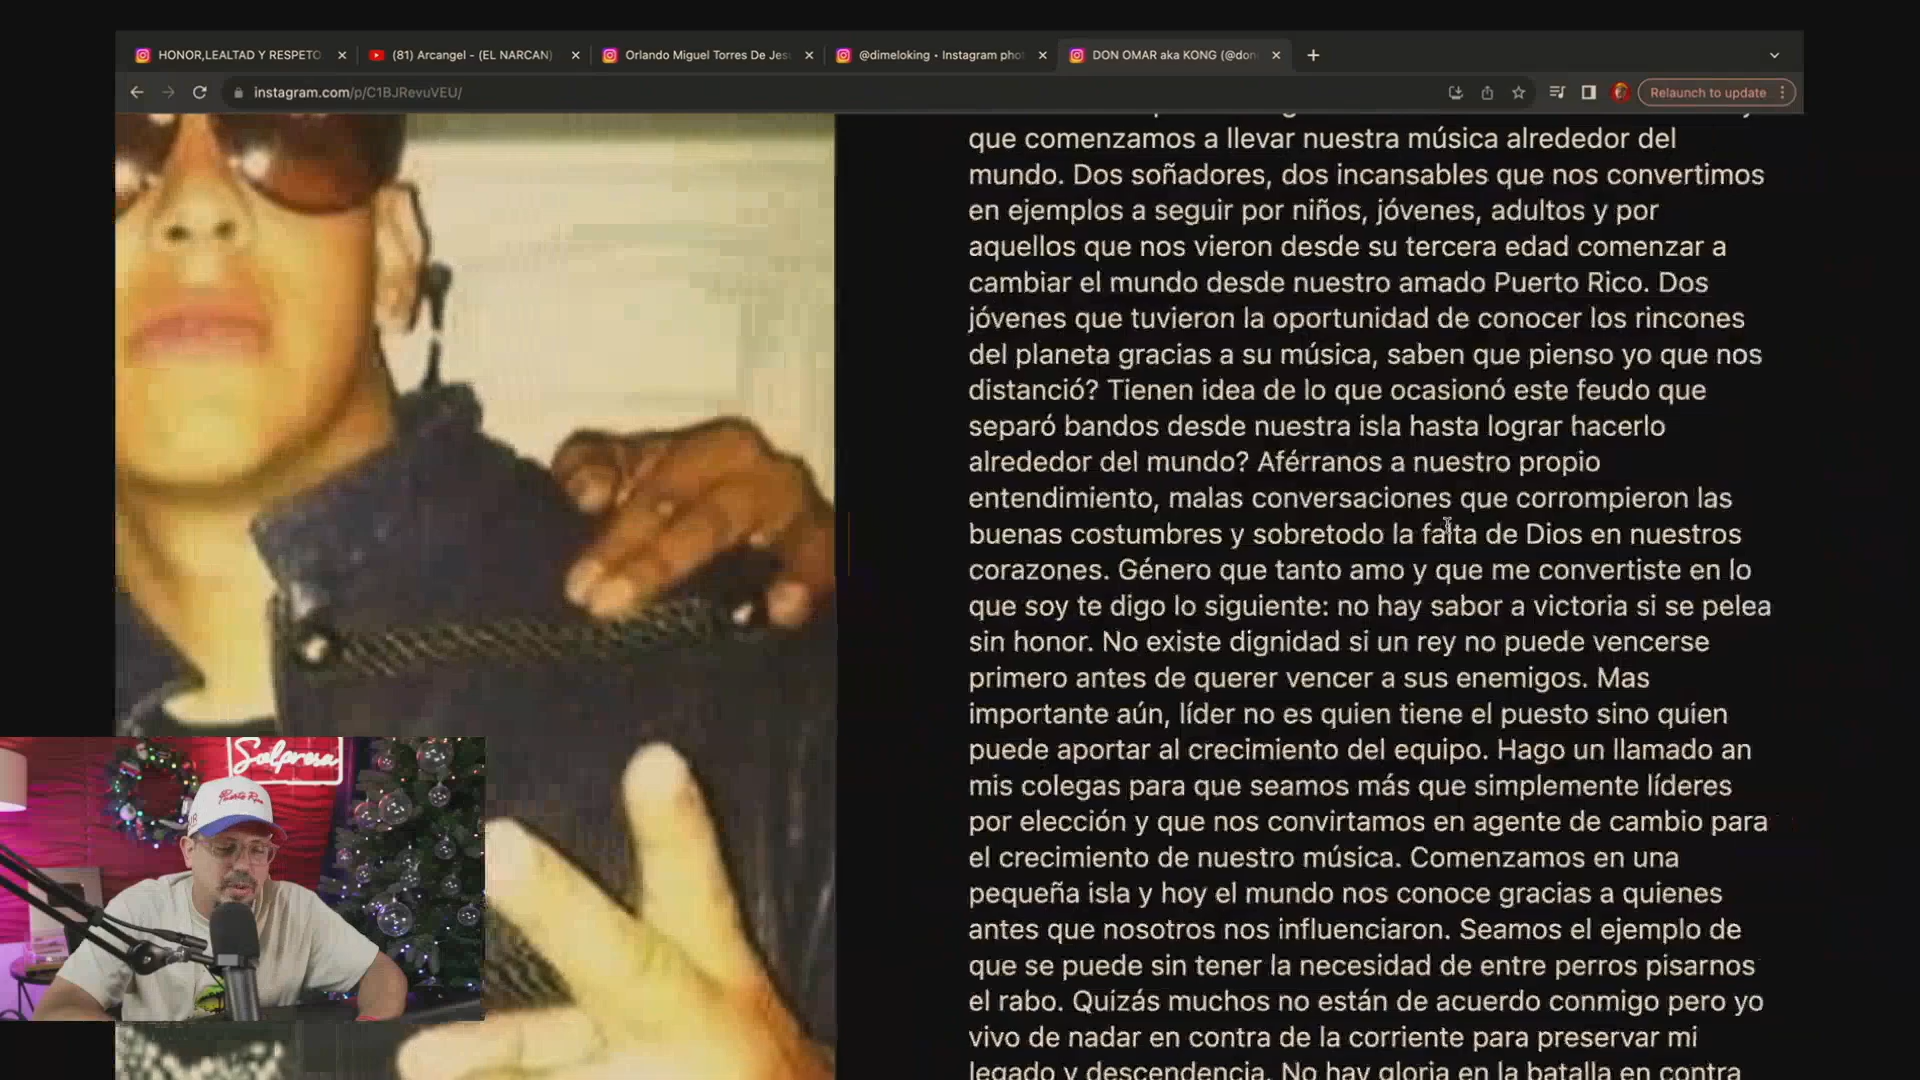 HONOR,LEALTAD Y RESPETO
(81) Arcangel - (EL NARCAN)
Orlando Miguel Torres De Jes
@dimeloking • Instagram phot
DON OMAR aka KONG (@don
instagram.com/p/C1BJRevuVEU/
Relaunch to update
que comenzamos a llevar nuestra música alrededor del
mundo. Dos soñadores, dos incansables que nos convertimos
en ejemplos a seguir por niños, jóvenes, adultos y por
aquellos que nos vieron desde su tercera edad comenzar a
cambiar el mundo desde nuestro amado Puerto Rico. Dos
jóvenes que tuvieron la oportunidad de conocer los rincones
del planeta gracias a su música, saben que pienso yo que nos
distanció? Tienen idea de lo que ocasionó este feudo que
separó bandos desde nuestra isla hasta lograr hacerlo
alrededor del mundo? Aférranos a nuestro propio
entendimiento, malas conversaciones que corrompieron las
buenas costumbres y sobretodo la falta de Dios en nuestros
corazones. Género que tanto amo y que me convertiste en lo
que soy te digo lo siguiente: no hay sabor a victoria si se pelea
sin honor. No existe dignidad si un rey no puede vencerse
primero antes de querer vencer a sus enemigos. Mas
importante aún, líder no es quien tiene el puesto sino quien
puede aportar al crecimiento del equipo. Hago un llamado an
mis colegas para que seamos más que simplemente líderes
por elección y que nos convirtamos en agente de cambio para
el crecimiento de nuestro música. Comenzamos en una
pequeña isla y hoy el mundo nos conoce gracias a quienes
antes que nosotros nos influenciaron. Seamos el ejemplo de
que se puede sin tener la necesidad de entre perros pisarnos
el rabo. Quizás muchos no están de acuerdo conmigo pero yo
vivo de nadar en contra de la corriente para preservar mi
legado y descendencia. No hay gloria en la batalla en contra
Solpresa
Puerto Rico